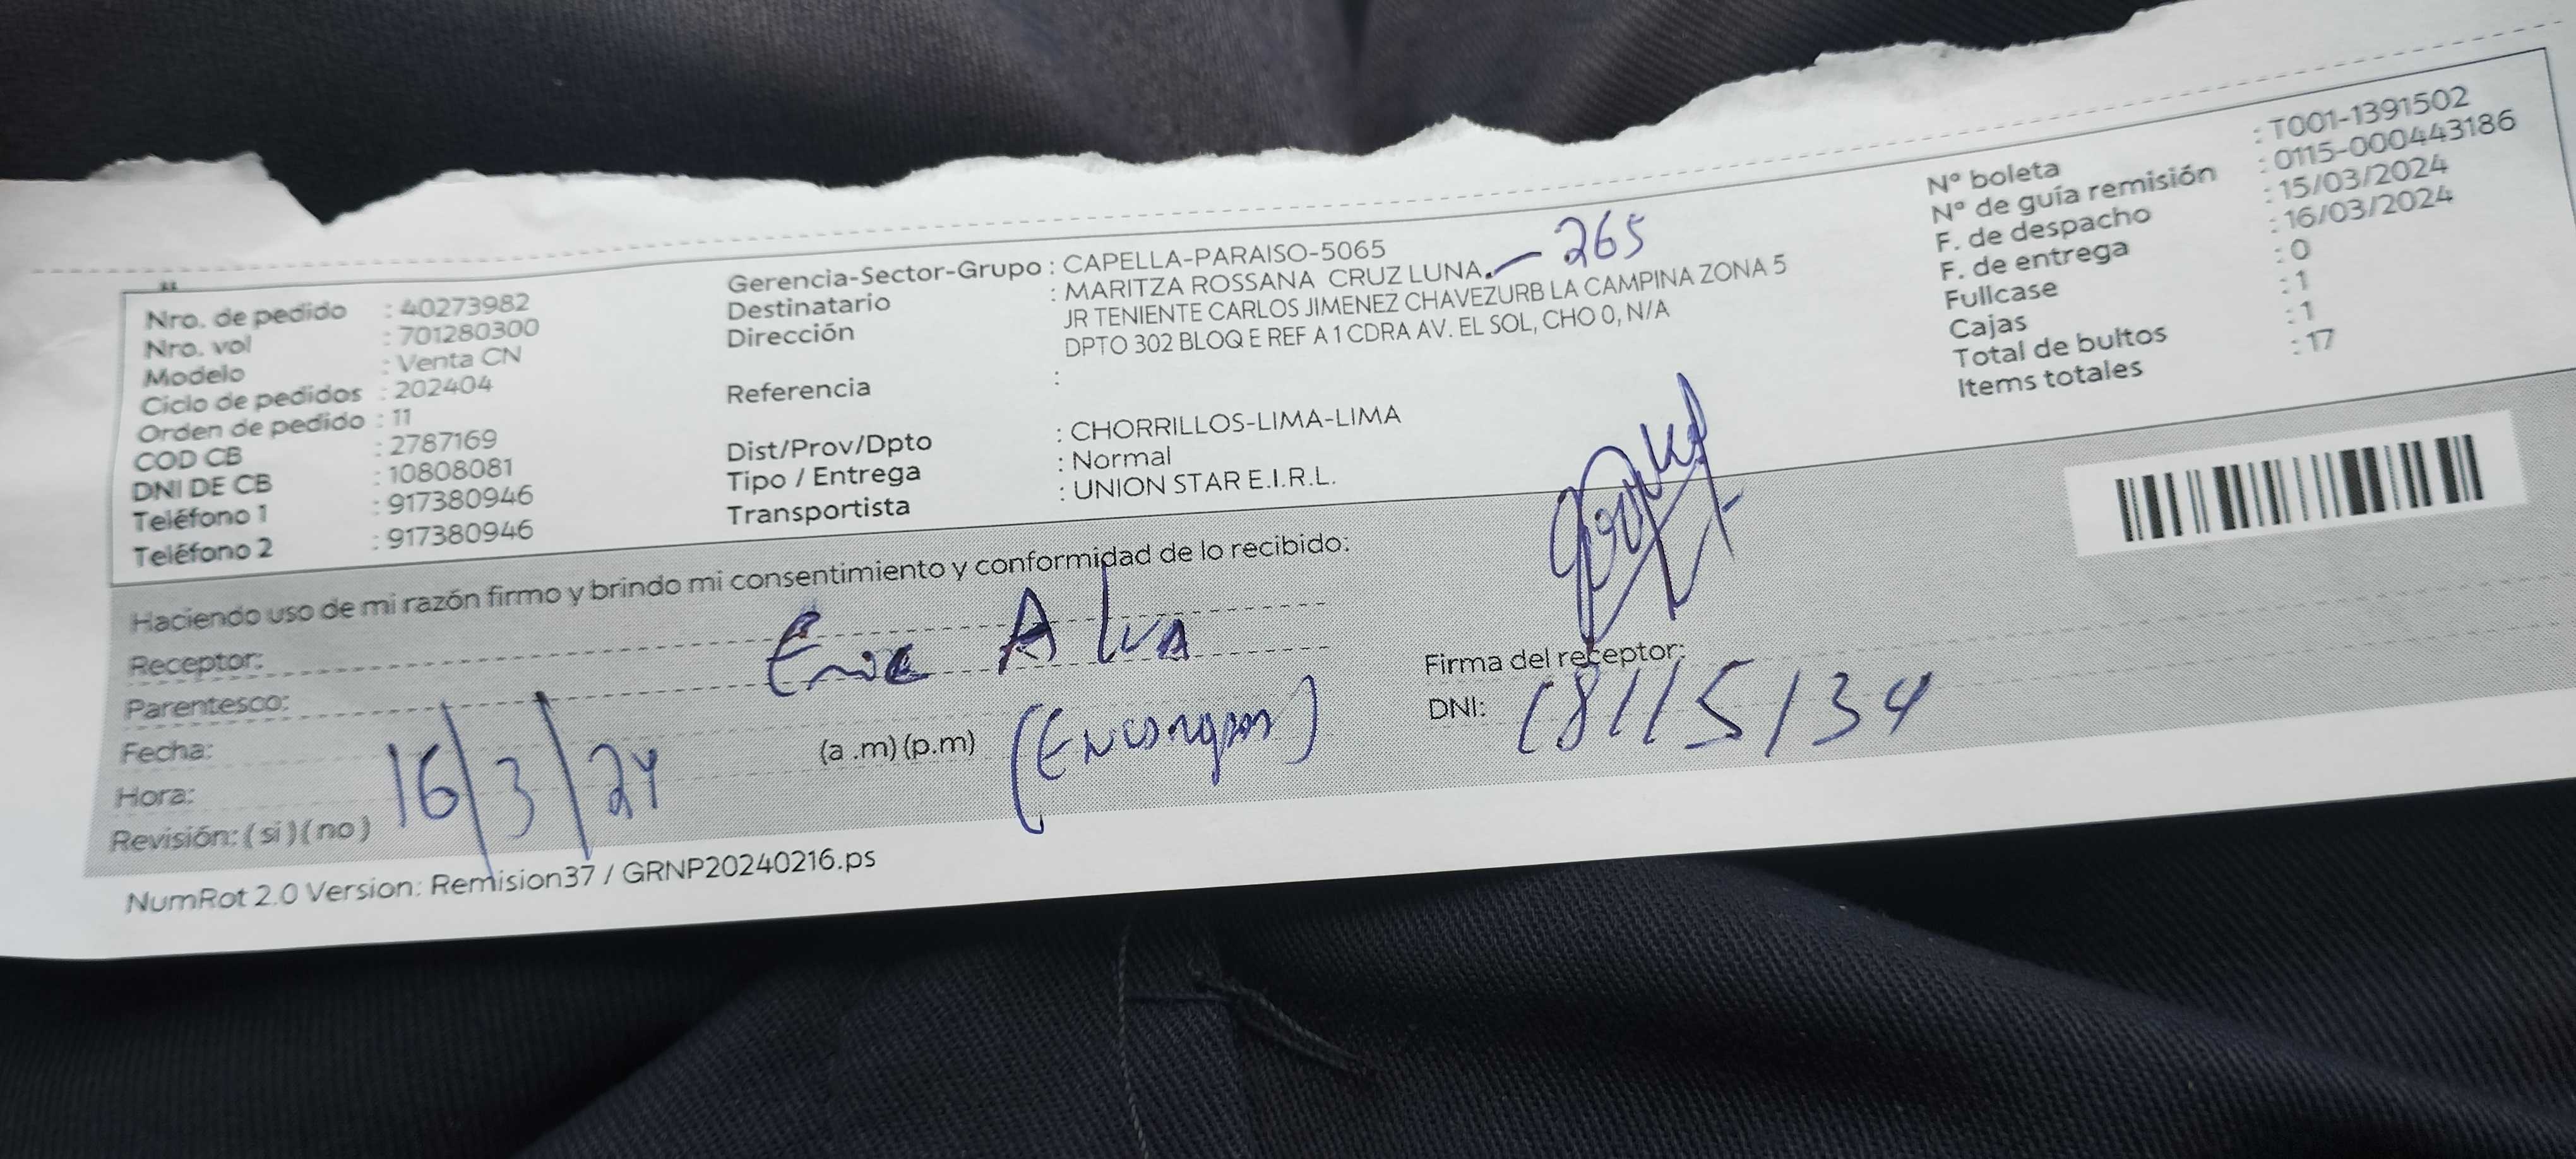 Nro. de pedido : 40273982
Nro. vol : 701280300
Modelo : Venta CN
Ciclo de pedidos : 202404
Orden de pedido : 11
COD CB : 2787169
DNI DE CB : 10808081
Teléfono 1 : 917380946
Teléfono 2 : 917380946
Gerencia-Sector-Grupo : CAPELLA-PARAISO-5065
Destinatario : MARITZA ROSSANA CRUZ LUNA. - 265
Dirección : JR TENIENTE CARLOS JIMENEZ CHAVEZURB LA CAMPINA ZONA 5
DPTO 302 BLOQ E REF A 1 CDRA AV. EL SOL, CHO 0, N/A
Referencia :
Dist/Prov/Dpto : CHORRILLOS-LIMA-LIMA
Tipo / Entrega : Normal
Transportista : UNION STAR E.I.R.L.
N° boleta : T001-1391502
N° de guía remisión : 0115-000443186
F. de despacho : 15/03/2024
F. de entrega : 16/03/2024
Fullcase : 0
Cajas : 1
Total de bultos : 1
Items totales : 17
Haciendo uso de mi razón firmo y brindo mi consentimiento y conformidad de lo recibido:
Receptor: Alva
Parentesco:
Fecha: 16/3/24
Hora: (a .m) (p.m)
Revisión: ( si ) ( no )
Firma del receptor:
DNI:
NumRot 2.0 Version: Remision37 / GRNP20240216.ps